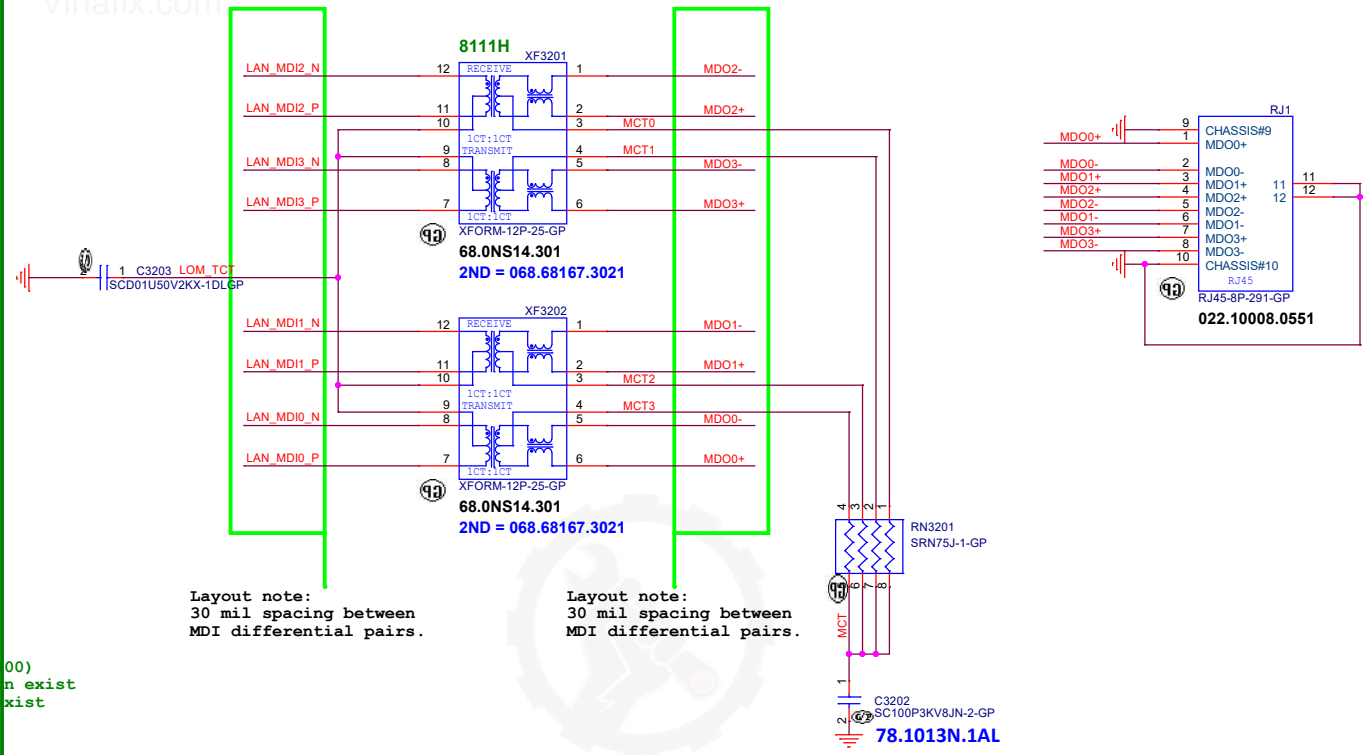 vinafix.com
8111H
XF3201
LAN_MDI2_N 12 RECEIVE 1 MDO2-
LAN_MDI2_P 11 2 MDO2+
10 3 MCT0
1CT:1CT
9 TRANSMIT 4 MCT1
LAN_MDI3_N 8 5 MDO3-
LAN_MDI3_P 7 6 MDO3+
1CT:1CT
XFORM-12P-25-GP
68.0NS14.301
2ND = 068.68167.3021
2 1 C3203 LOM_TCT
SCD01U50V2KX-1DLGP
XF3202
LAN_MDI1_N 12 RECEIVE 1 MDO1-
LAN_MDI1_P 11 2 MDO1+
10 3 MCT2
1CT:1CT
9 TRANSMIT 4 MCT3
LAN_MDI0_N 8 5 MDO0-
LAN_MDI0_P 7 6 MDO0+
1CT:1CT
XFORM-12P-25-GP
68.0NS14.301
2ND = 068.68167.3021
Layout note:
30 mil spacing between
MDI differential pairs.
Layout note:
30 mil spacing between
MDI differential pairs.
RJ1
9 CHASSIS#9
MDO0+ 1 MDO0+
MDO0- 2 MDO0-
MDO1+ 3 MDO1+ 11 11
MDO2+ 4 MDO2+ 12 12
MDO2- 5 MDO2-
MDO1- 6 MDO1-
MDO3+ 7 MDO3+
MDO3- 8 MDO3-
10 CHASSIS#10
RJ45
RJ45-8P-291-GP
022.10008.0551
4 3 2 1
RN3201
SRN75J-1-GP
6 7 8
MCT
1
C3202
SC100P3KV8JN-2-GP
2
78.1013N.1AL
00)
n exist
xist